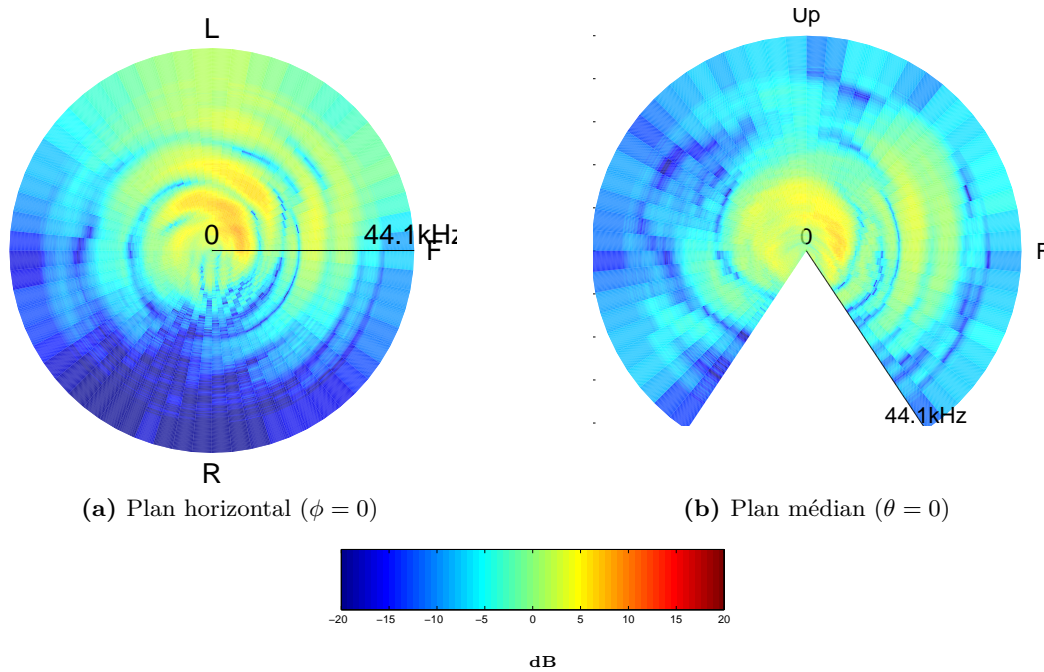 L
Up
0
44.1kHz
F
0
F
44.1kHz
R
(a) Plan horizontal (ϕ = 0)
(b) Plan médian (θ = 0)
−20 −15 −10 −5 0 5 10 15 20
dB